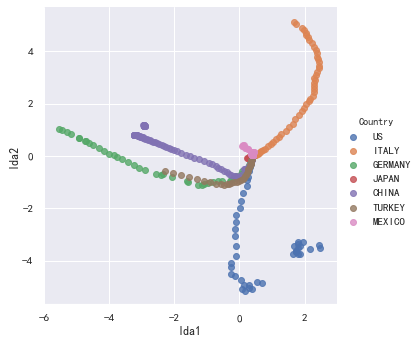 4
2
0
−2
−4
lda2
−6
−4
−2
0
2
lda1
Country
US
ITALY
GERMANY
JAPAN
CHINA
TURKEY
MEXICO